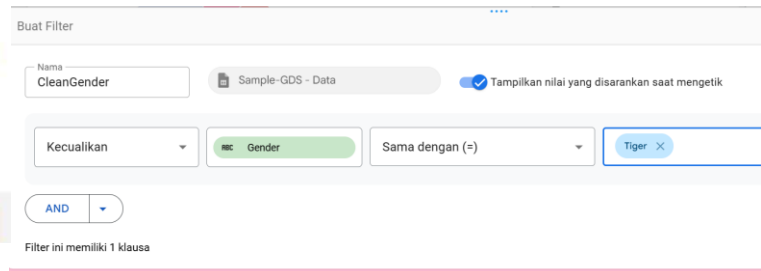 Buat Filter
Nama
CleanGender
Sample-GDS - Data
Tampilkan nilai yang disarankan saat mengetik
Kecualikan
RBC Gender
Sama dengan (=)
Tiger
AND
Filter ini memiliki 1 klausa